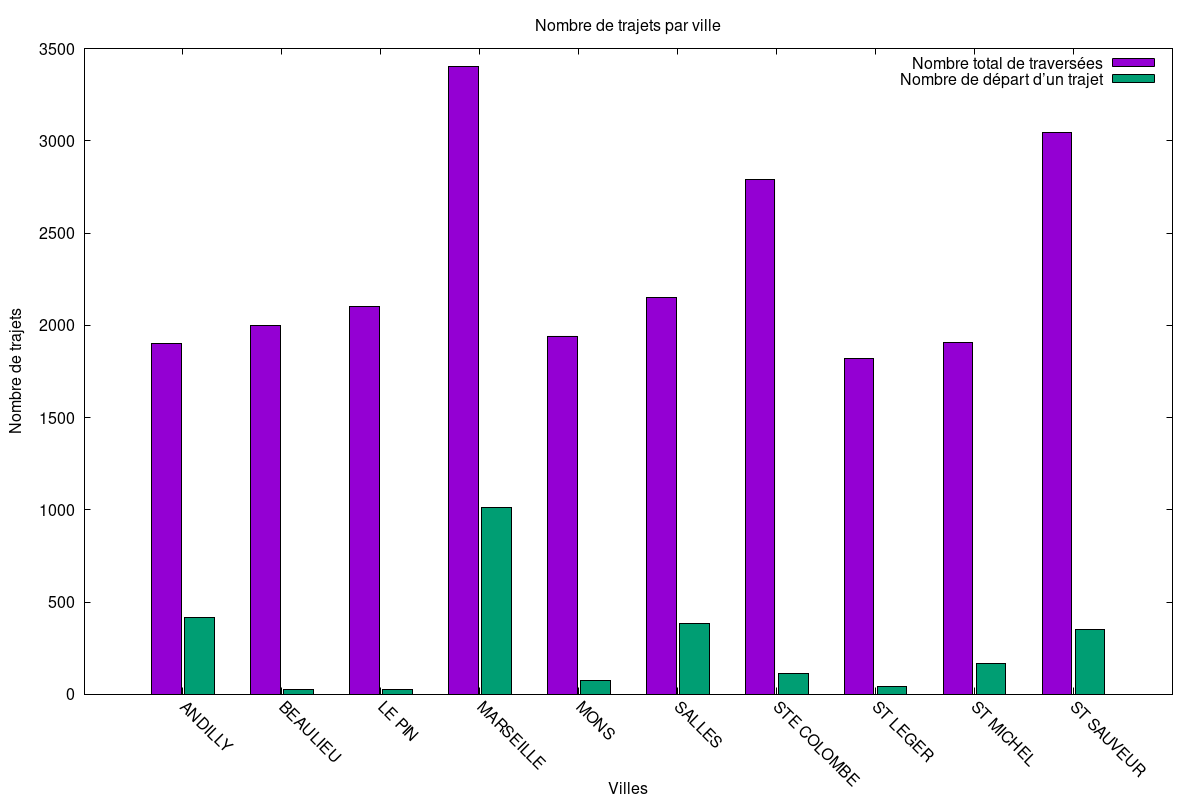 Nombre de trajets par ville
Nombre total de traversées
Nombre de départ d’un trajet
3500
3000
2500
2000
1500
1000
500
0
Nombre de trajets
ANDILLY
BEAULIEU
LE PIN
MARSEILLE
MONS
SALLES
STE COLOMBE
ST LEGER
ST MICHEL
ST SAUVEUR
Villes